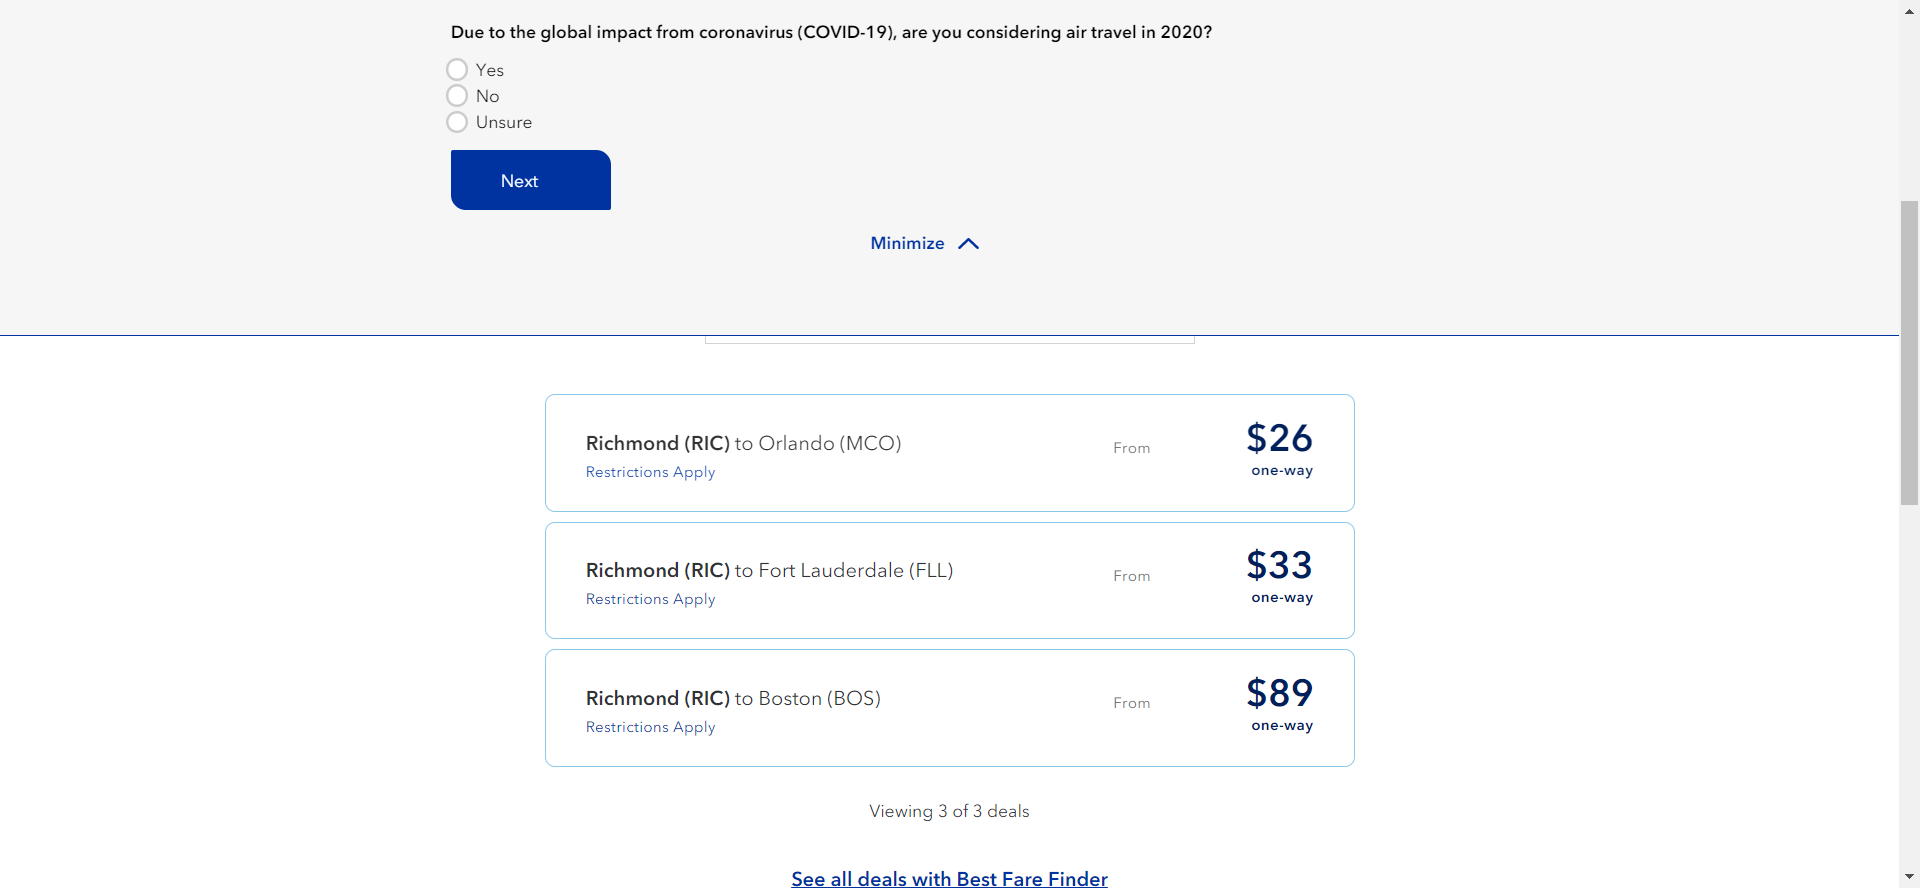 Due to the global impact from coronavirus (COVID-19), are you considering air travel in 2020?
Yes
No
Unsure
Next
Minimize
Richmond (RIC) to Orlando (MCO)
Restrictions Apply
From
$26
one-way
Richmond (RIC) to Fort Lauderdale (FLL)
Restrictions Apply
From
$33
one-way
Richmond (RIC) to Boston (BOS)
Restrictions Apply
From
$89
one-way
Viewing 3 of 3 deals
See all deals with Best Fare Finder